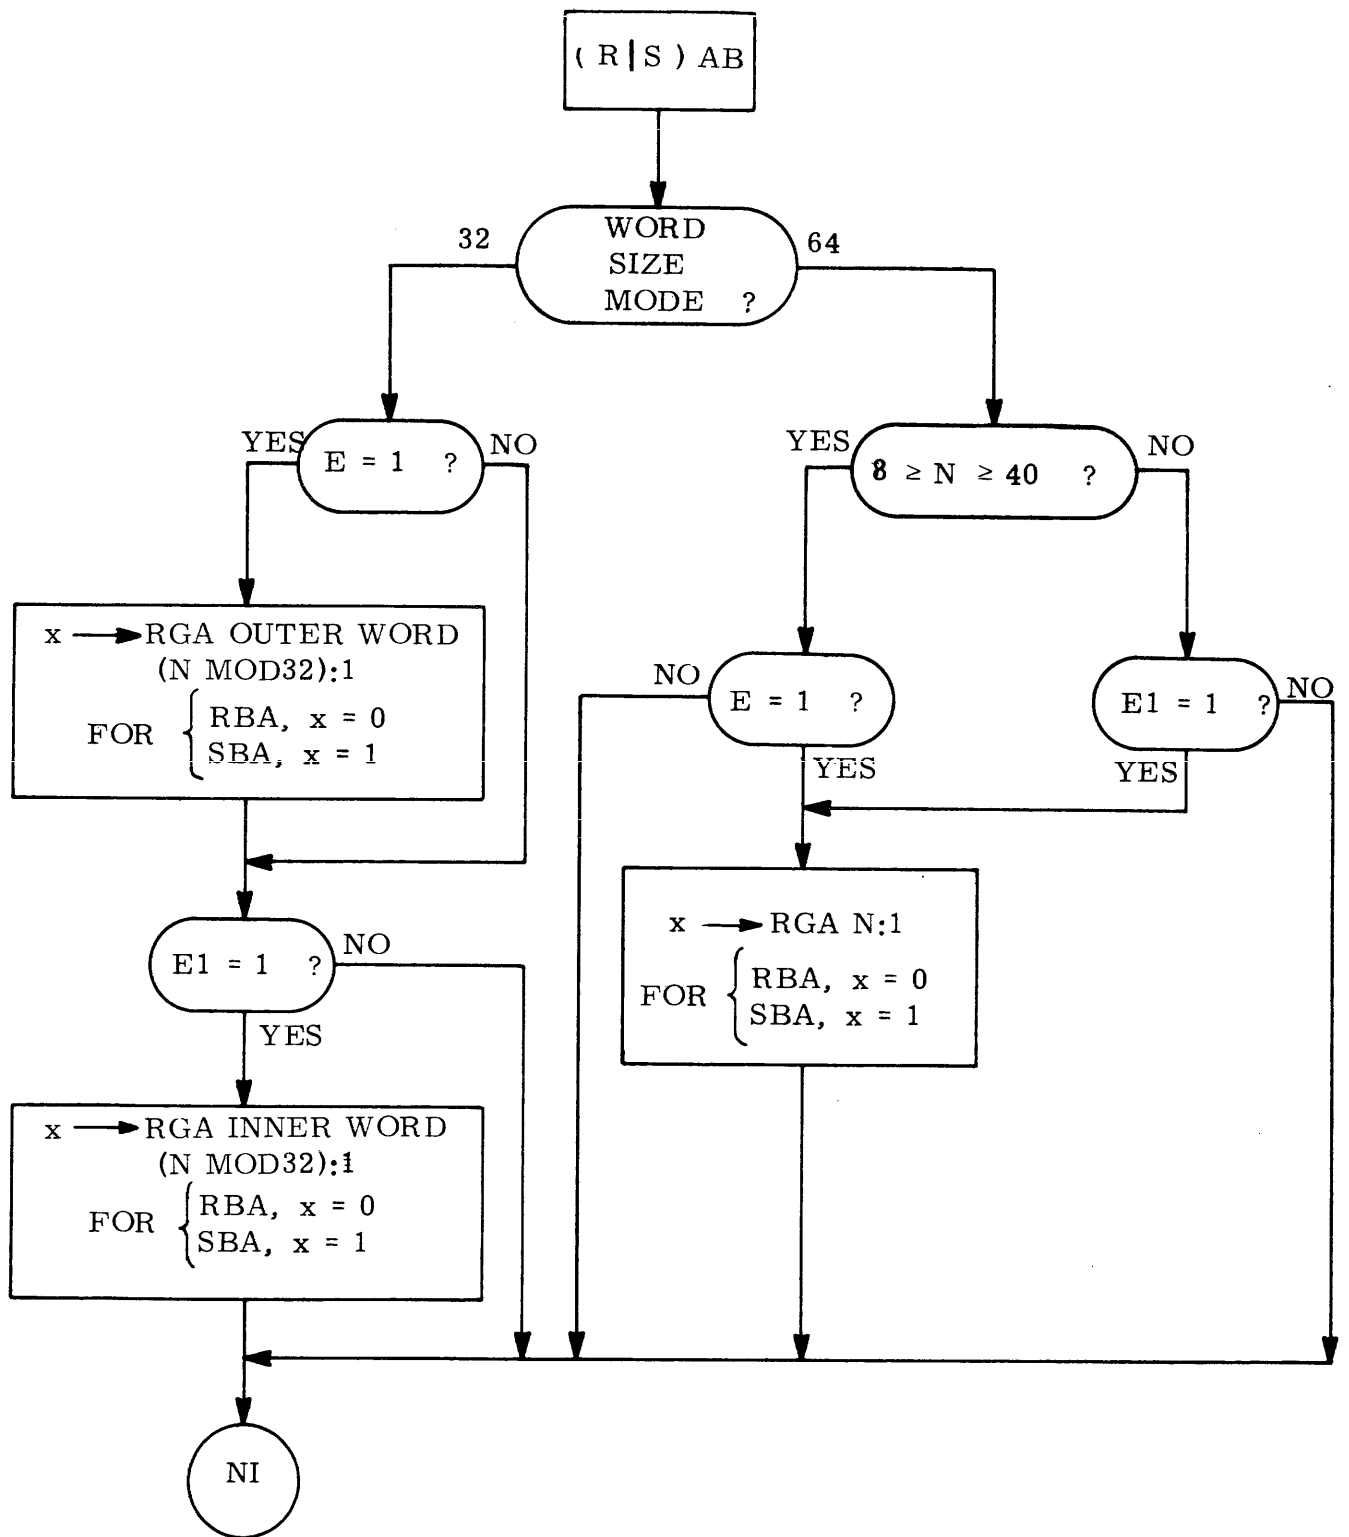 ( R | S ) AB
WORD
SIZE
MODE ?
32
64
YES
E = 1 ?
NO
YES
8 ≥ N ≥ 40 ?
NO
x → RGA OUTER WORD
(N MOD32):1
FOR { RBA, x = 0
SBA, x = 1
NO
E = 1 ?
YES
E1 = 1 ?
NO
YES
E1 = 1 ?
NO
YES
x → RGA N:1
FOR { RBA, x = 0
SBA, x = 1
x → RGA INNER WORD
(N MOD32):1
FOR { RBA, x = 0
SBA, x = 1
NI